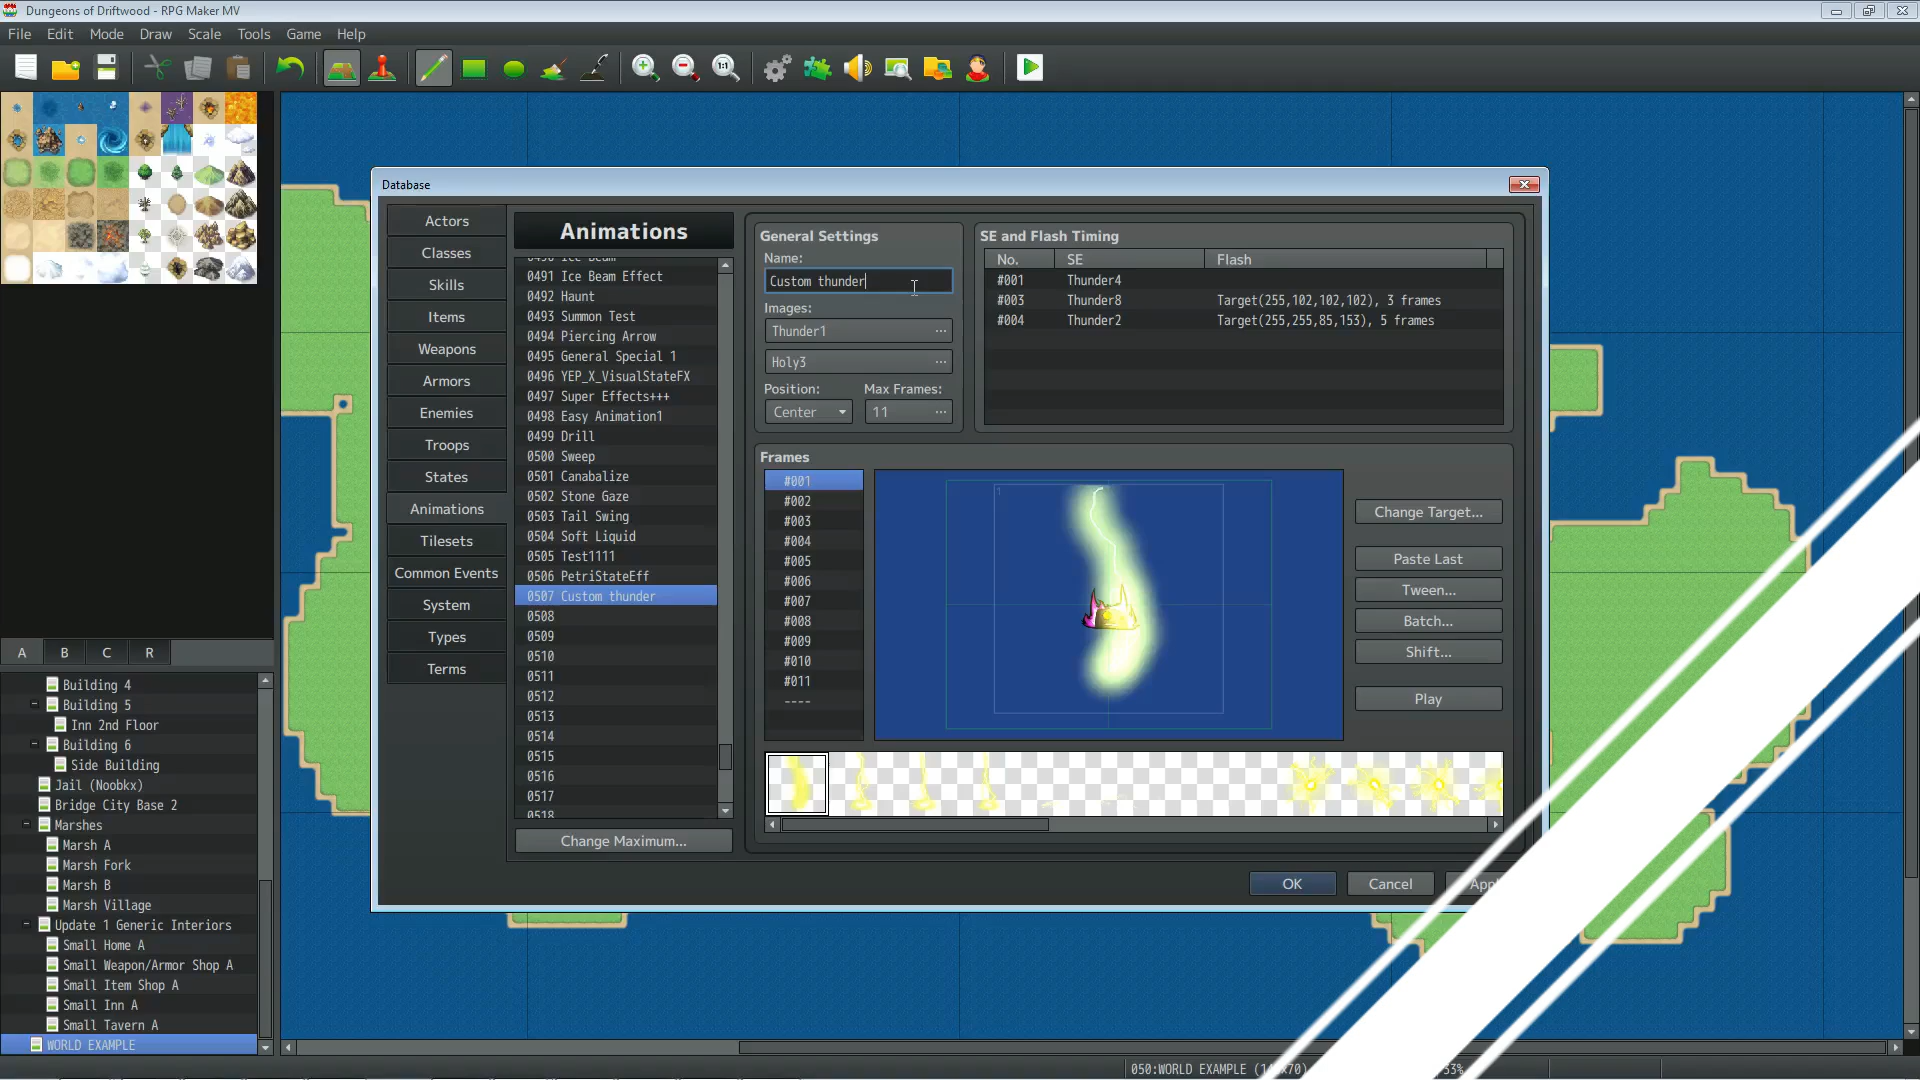 Dungeons of Driftwood - RPG Maker MV
File Edit Mode Draw Scale Tools Game Help
1:1
Database
Actors
Classes
Skills
Items
Weapons
Armors
Enemies
Troops
States
Animations
Tilesets
Common Events
System
Types
Terms
Animations
0491 Ice Beam Effect
0492 Haunt
0493 Summon Test
0494 Piercing Arrow
0495 General Special 1
0496 YEP_X_VisualStateFX
0497 Super Effects+++
0498 Easy Animation1
0499 Drill
0500 Sweep
0501 Canabalize
0502 Stone Gaze
0503 Tail Swing
0504 Soft Liquid
0505 Test1111
0506 PetriStateEff
0507 Custom thunder
0508
0509
0510
0511
0512
0513
0514
0515
0516
0517
0518
Change Maximum...
General Settings
Name:
Custom thunder
Images:
Thunder1 ...
Holy3 ...
Position: Max Frames:
Center 11 ...
SE and Flash Timing
No. SE Flash
#001 Thunder4
#003 Thunder8 Target(255,102,102,102), 3 frames
#004 Thunder2 Target(255,255,85,153), 5 frames
Frames
#001
#002
#003
#004
#005
#006
#007
#008
#009
#010
#011
----
1
Change Target...
Paste Last
Tween...
Batch...
Shift...
Play
OK Cancel
A B C R
Building 4
Building 5
Inn 2nd Floor
Building 6
Side Building
Jail (Noobkx)
Bridge City Base 2
Marshes
Marsh A
Marsh Fork
Marsh B
Marsh Village
Update 1 Generic Interiors
Small Home A
Small Weapon/Armor Shop A
Small Item Shop A
Small Inn A
Small Tavern A
WORLD EXAMPLE
050:WORLD EXAMPLE